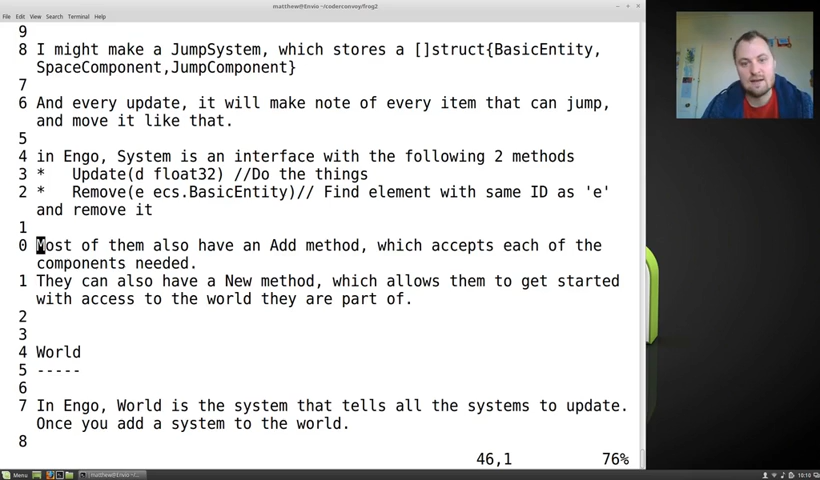 matthew@Envio ~/coderconvey/frog2
File Edit View Search Terminal Help
9
8 I might make a JumpSystem, which stores a []struct{BasicEntity,
SpaceComponent,JumpComponent}
7
6 And every update, it will make note of every item that can jump,
and move it like that.
5
4 in Engo, System is an interface with the following 2 methods
3 *   Update(d float32) //Do the things
2 *   Remove(e ecs.BasicEntity)// Find element with same ID as 'e'
and remove it
1
0 Most of them also have an Add method, which accepts each of the
components needed.
1 They can also have a New method, which allows them to get started
with access to the world they are part of.
2
3
4 World
5 -----
6
7 In Engo, World is the system that tells all the systems to update.
Once you add a system to the world.
8
46,1 76%
Menu matthew@Envio ~/... 10:10